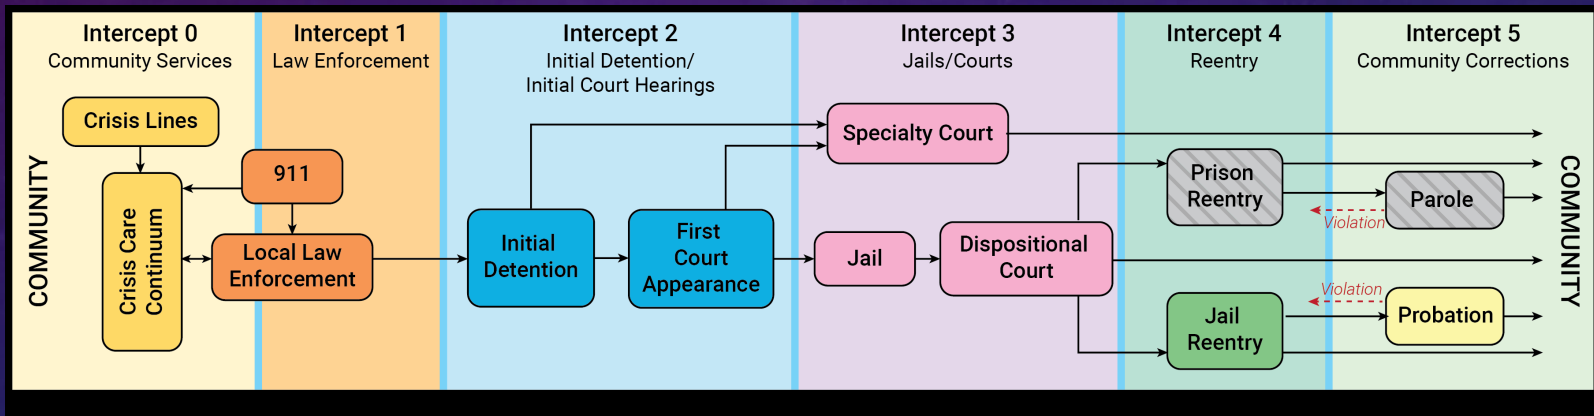 Intercept 0
Community Services
Intercept 1
Law Enforcement
Intercept 2
Initial Detention/
Initial Court Hearings
Intercept 3
Jails/Courts
Intercept 4
Reentry
Intercept 5
Community Corrections
COMMUNITY
Crisis Lines
Crisis Care
Continuum
911
Local Law
Enforcement
Initial
Detention
First
Court
Appearance
Specialty Court
Jail
Dispositional
Court
Prison
Reentry
Parole
Violation
Jail
Reentry
Violation
Probation
COMMUNITY